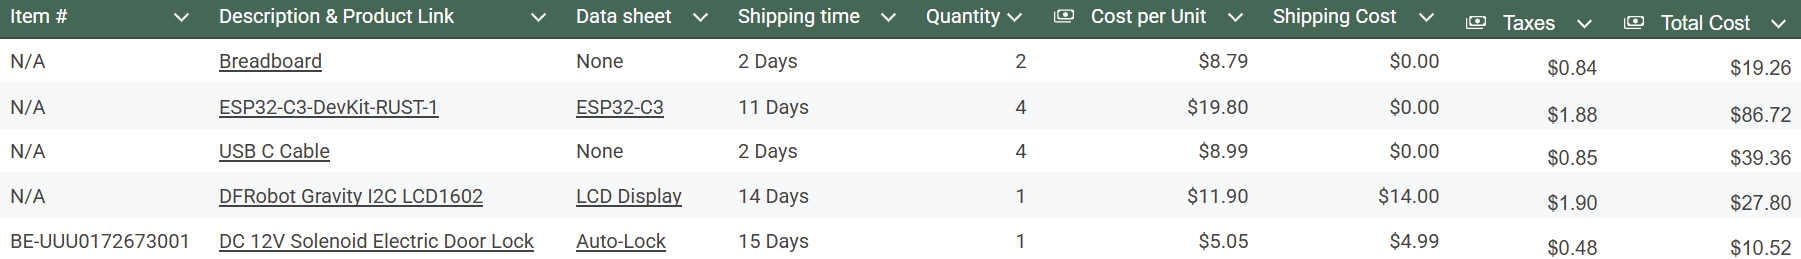 Item # Description & Product Link Data sheet Shipping time Quantity Cost per Unit Shipping Cost Taxes Total Cost
N/A Breadboard None 2 Days 2 $8.79 $0.00 $0.84 $19.26
N/A ESP32-C3-DevKit-RUST-1 ESP32-C3 11 Days 4 $19.80 $0.00 $1.88 $86.72
N/A USB C Cable None 2 Days 4 $8.99 $0.00 $0.85 $39.36
N/A DFRobot Gravity I2C LCD1602 LCD Display 14 Days 1 $11.90 $14.00 $1.90 $27.80
BE-UUU0172673001 DC 12V Solenoid Electric Door Lock Auto-Lock 15 Days 1 $5.05 $4.99 $0.48 $10.52